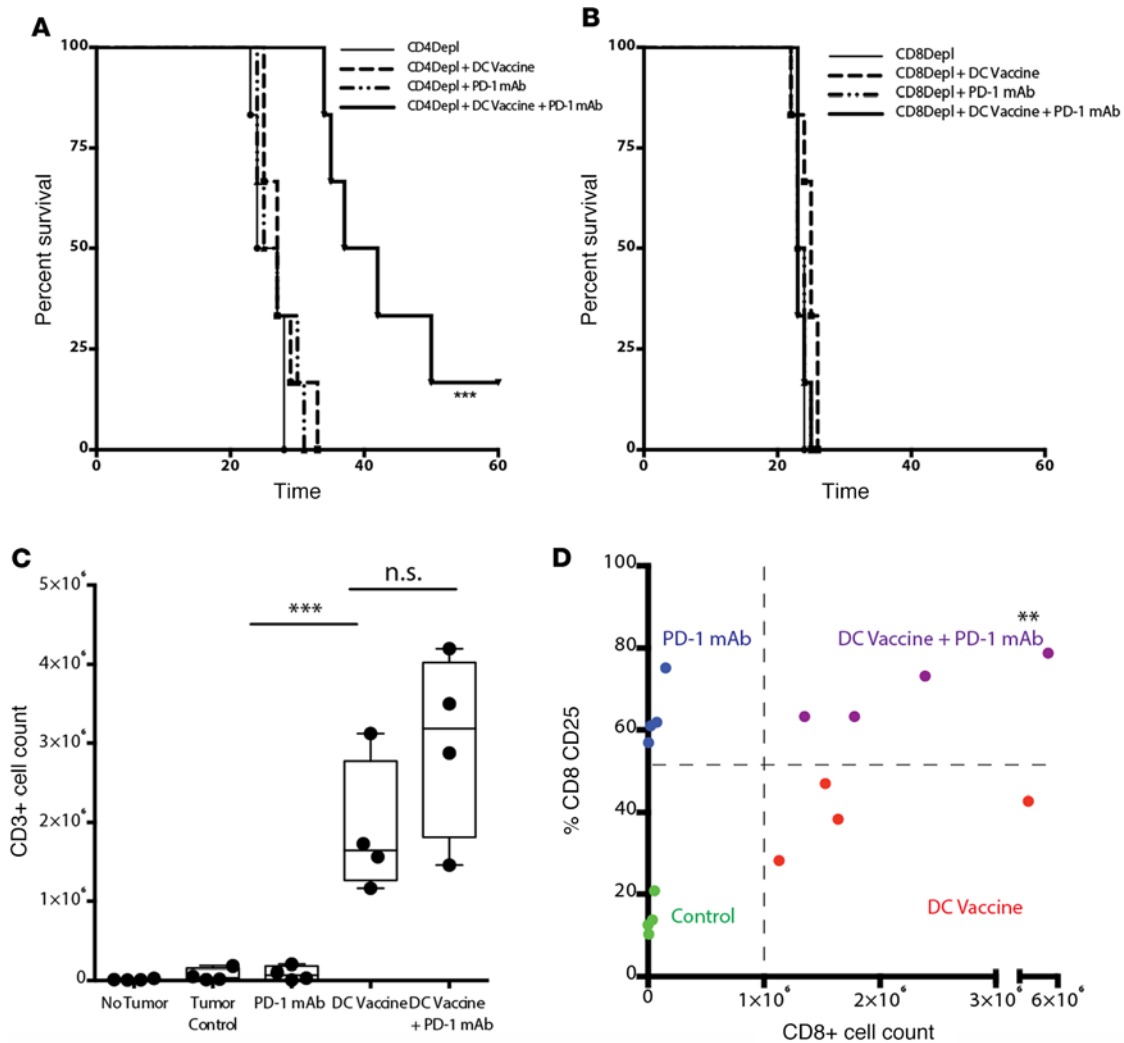 A
CD4Depl
CD4Depl + DC Vaccine
CD4Depl + PD-1 mAb
CD4Depl + DC Vaccine + PD-1 mAb
100
75
50
25
0
Percent survival
0 20 40 60
Time
***
B
CD8Depl
CD8Depl + DC Vaccine
CD8Depl + PD-1 mAb
CD8Depl + DC Vaccine + PD-1 mAb
100
75
50
25
0
Percent survival
0 20 40 60
Time
C
n.s.
***
5×10⁶
4×10⁶
3×10⁶
2×10⁶
1×10⁶
0
CD3+ cell count
No Tumor
Tumor
Control
PD-1 mAb
DC Vaccine
DC Vaccine
+ PD-1 mAb
D
100
80
60
40
20
0
% CD8 CD25
**
PD-1 mAb
DC Vaccine + PD-1 mAb
Control
DC Vaccine
0 1×10⁶ 2×10⁶ 3×10⁶ 6×10⁶
CD8+ cell count